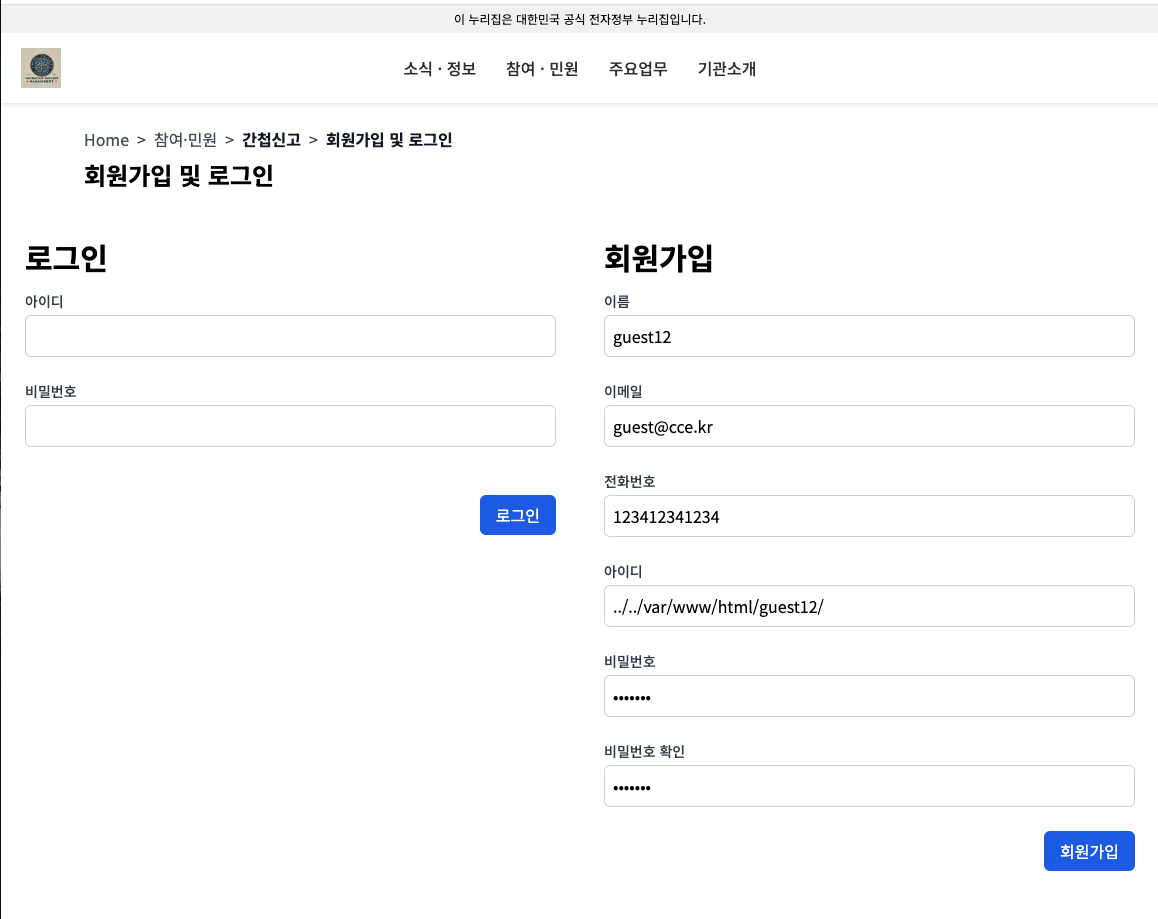 이 누리집은 대한민국 공식 전자정부 누리집입니다.
소식 · 정보 참여 · 민원 주요업무 기관소개
Home > 참여·민원 > 간첩신고 > 회원가입 및 로그인
회원가입 및 로그인
로그인
아이디
비밀번호
로그인
회원가입
이름
guest12
이메일
guest@cce.kr
전화번호
123412341234
아이디
../../var/www/html/guest12/
비밀번호
•••••••
비밀번호 확인
•••••••
회원가입